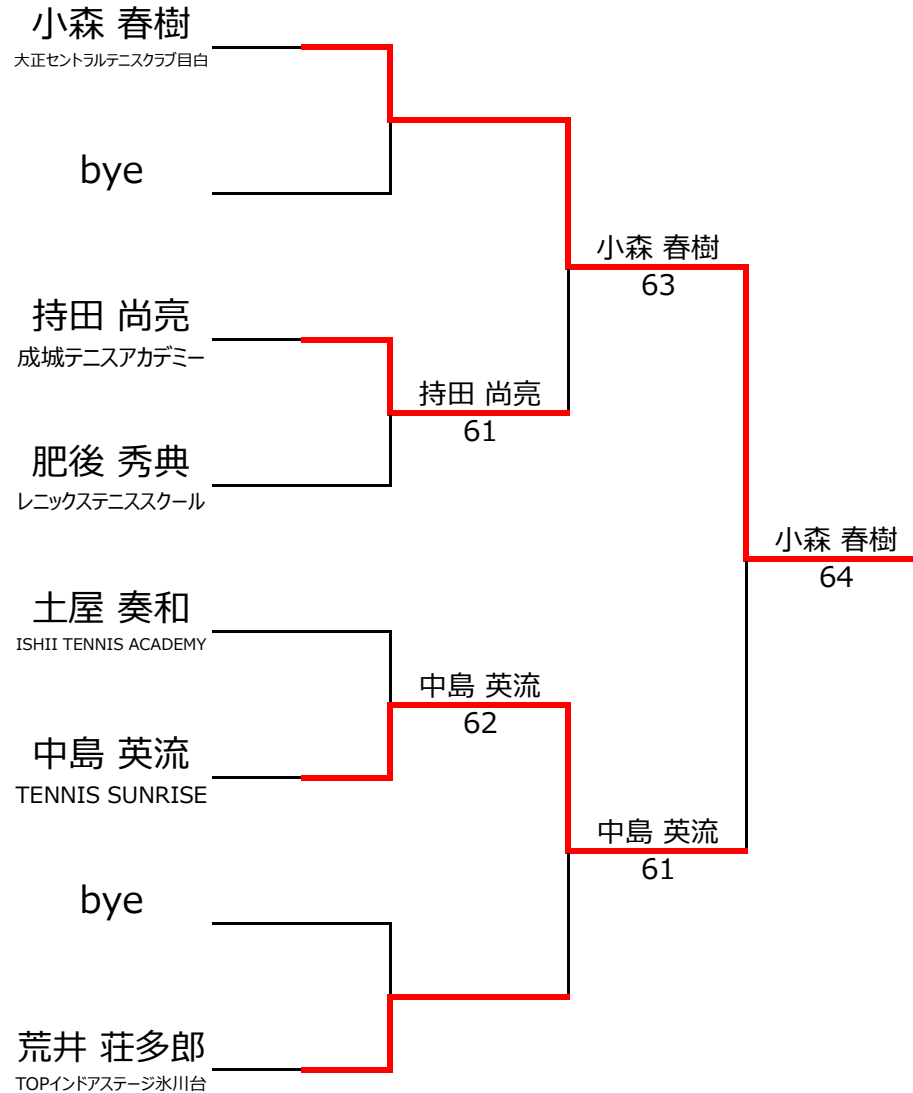 小森 春樹
大正セントラルテニスクラブ目白
bye
持田 尚亮
成城テニスアカデミー
肥後 秀典
レニックステニススクール
土屋 奏和
ISHII TENNIS ACADEMY
中島 英流
TENNIS SUNRISE
bye
荒井 荘多郎
TOPインドアステージ氷川台
持田 尚亮
61
中島 英流
62
小森 春樹
63
中島 英流
61
小森 春樹
64